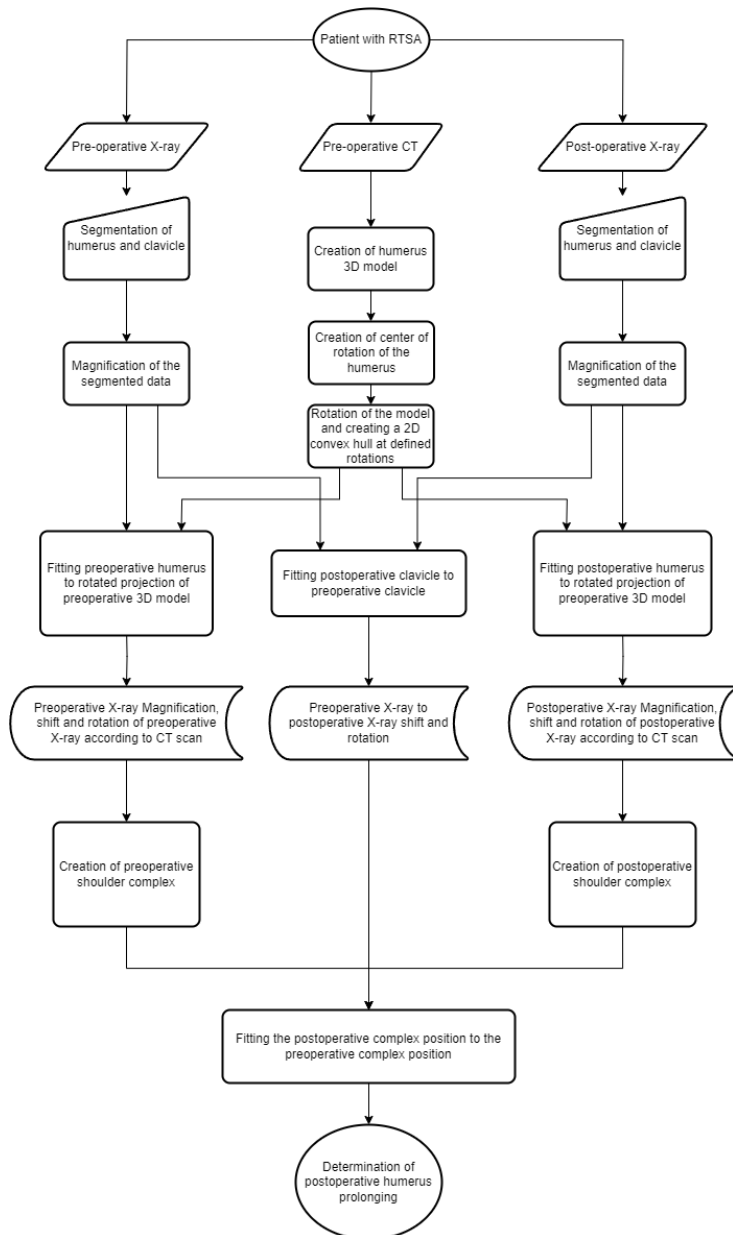 Patient with RTSA
Pre-operative X-ray
Pre-operative CT
Post-operative X-ray
Segmentation of
humerus and clavicle
Creation of humerus
3D model
Segmentation of
humerus and clavicle
Magnification of the
segmented data
Creation of center of
rotation of the
humerus
Magnification of the
segmented data
Rotation of the model
and creating a 2D
convex hull at defined
rotations
Fitting preoperative humerus
to rotated projection of
preoperative 3D model
Fitting postoperative clavicle to
preoperative clavicle
Fitting postoperative humerus
to rotated projection of
preoperative 3D model
Preoperative X-ray Magnification,
shift and rotation of preoperative
X-ray according to CT scan
Preoperative X-ray to
postoperative X-ray shift and
rotation
Postoperative X-ray Magnification,
shift and rotation of postoperative
X-ray according to CT scan
Creation of preoperative
shoulder complex
Creation of postoperative
shoulder complex
Fitting the postoperative complex position to the
preoperative complex position
Determination of
postoperative humerus
prolonging